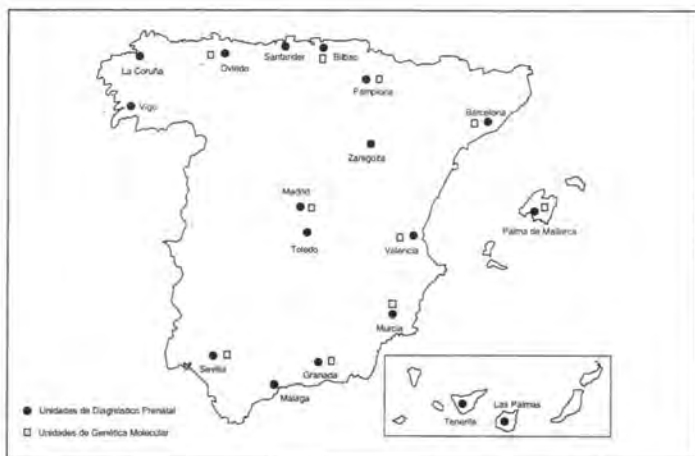 Santander
Bilbao
La Coruña
Oviedo
Pamplona
Vigo
Barcelona
Zaragoza
Madrid
Palma de Mallorca
Toledo
Valencia
Murcia
Sevilla
Granada
Málaga
Las Palmas
Tenerife
Unidades de Diagnóstico Prenatal
Unidades de Genética Molecular